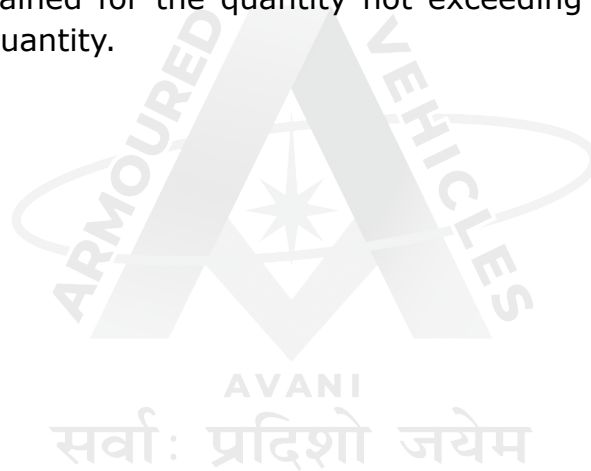 ained for the quantity not exceeding
uantity.
ARMOURED
VEHICLES
AVANI
सर्वाः प्रदिशो जयेम